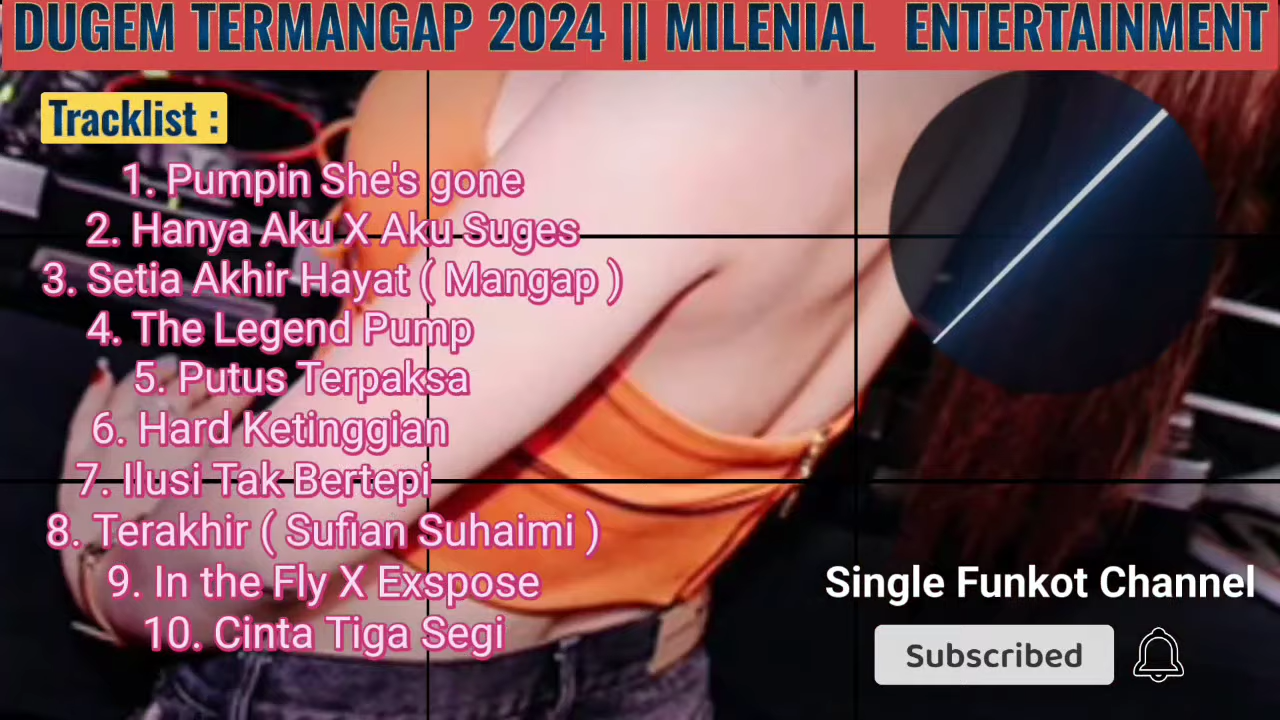 DUGEM TERMANGAP 2024 || MILENIAL ENTERTAINMENT
Tracklist :
1. Pumpin She's gone
2. Hanya Aku X Aku Suges
3. Setia Akhir Hayat ( Mangap )
4. The Legend Pump
5. Putus Terpaksa
6. Hard Ketinggian
7. Ilusi Tak Bertepi
8. Terakhir ( Sufian Suhaimi )
9. In the Fly X Exspose
10. Cinta Tiga Segi
Single Funkot Channel
Subscribed